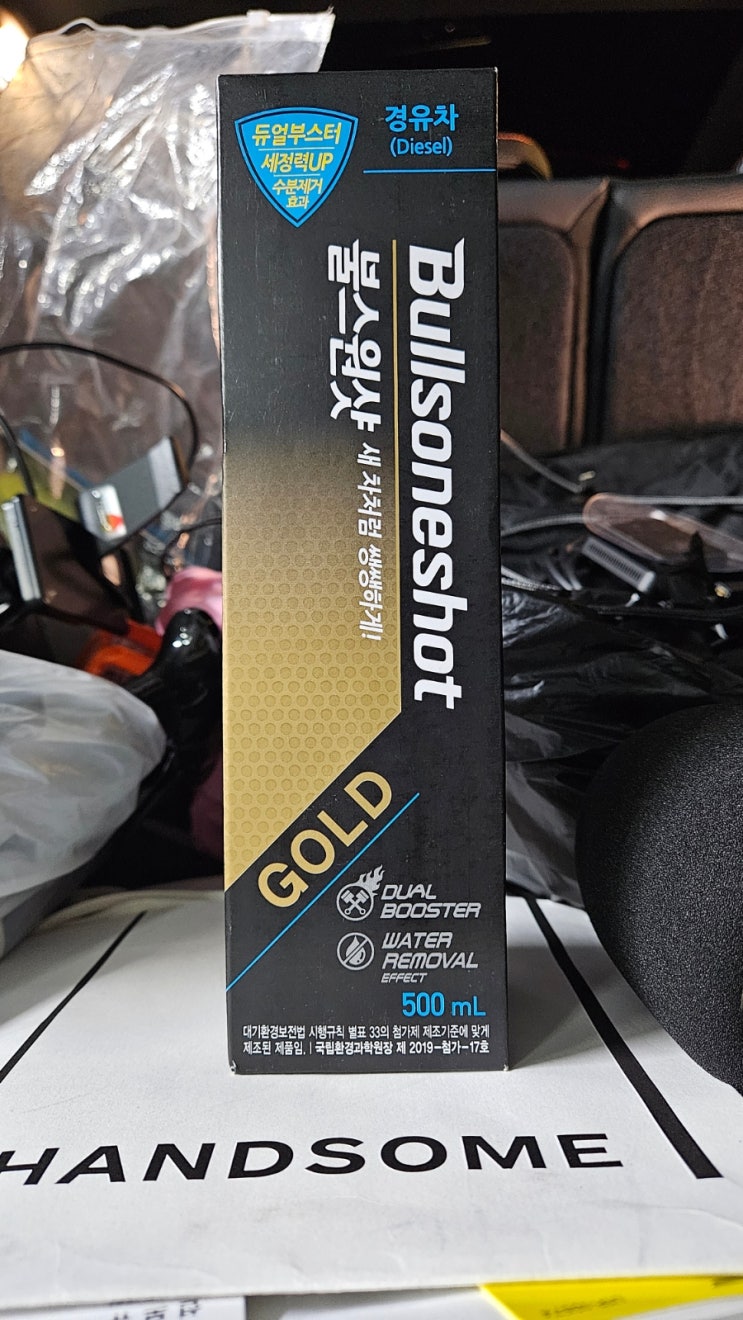 듀얼부스터
세정력UP
수분제거
효과
경유차
(Diesel)
Bullsoneshot
불스원샷 새 차처럼 쌩쌩하게!
GOLD
DUAL
BOOSTER
WATER
REMOVAL
EFFECT
500 mL
대기환경보전법 시행규칙 별표 33의 첨가제 제조기준에 맞게
제조된 제품임. | 국립환경과학원장 제 2019-첨가-17호
HANDSOME